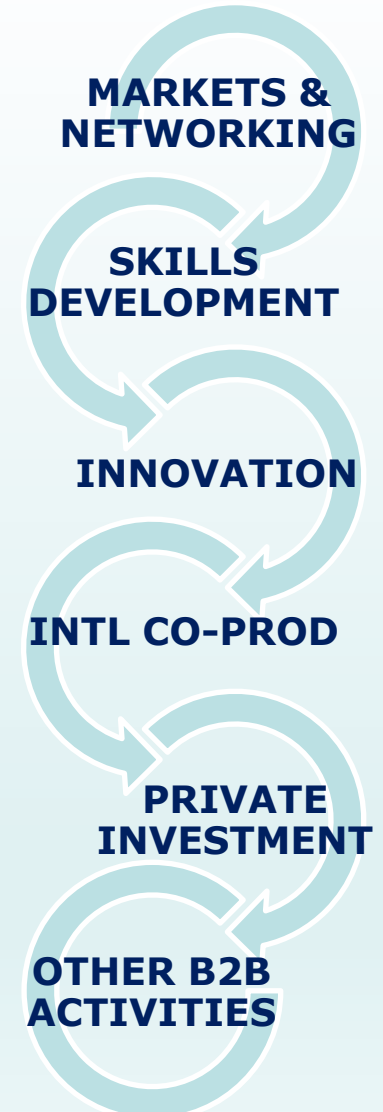 MARKETS &
NETWORKING
SKILLS
DEVELOPMENT
INNOVATION
INTL CO-PROD
PRIVATE
INVESTMENT
OTHER B2B
ACTIVITIES